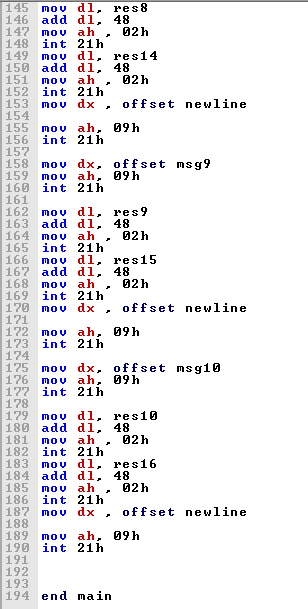 145 mov dl, res8
146 add dl, 48
147 mov ah , 02h
148 int 21h
149 mov dl, res14
150 add dl, 48
151 mov ah , 02h
152 int 21h
153 mov dx , offset newline
154
155 mov ah, 09h
156 int 21h
157
158 mov dx, offset msg9
159 mov ah, 09h
160 int 21h
161
162 mov dl, res9
163 add dl, 48
164 mov ah , 02h
165 int 21h
166 mov dl, res15
167 add dl, 48
168 mov ah , 02h
169 int 21h
170 mov dx , offset newline
171
172 mov ah, 09h
173 int 21h
174
175 mov dx, offset msg10
176 mov ah, 09h
177 int 21h
178
179 mov dl, res10
180 add dl, 48
181 mov ah , 02h
182 int 21h
183 mov dl, res16
184 add dl, 48
185 mov ah , 02h
186 int 21h
187 mov dx , offset newline
188
189 mov ah, 09h
190 int 21h
191
192
193
194 end main